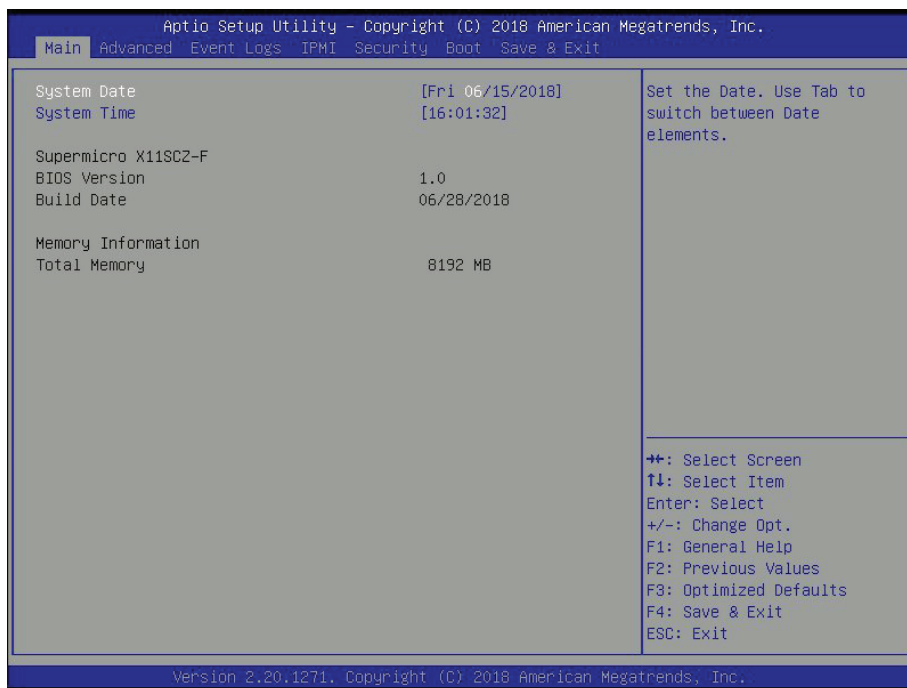 Aptio Setup Utility – Copyright (C) 2018 American Megatrends, Inc.
Main Advanced Event Logs IPMI Security Boot Save & Exit
System Date [Fri 06/15/2018]
System Time [16:01:32]
Supermicro X11SCZ-F
BIOS Version 1.0
Build Date 06/28/2018
Memory Information
Total Memory 8192 MB
Set the Date. Use Tab to
switch between Date
elements.
→←: Select Screen
↑↓: Select Item
Enter: Select
+/-: Change Opt.
F1: General Help
F2: Previous Values
F3: Optimized Defaults
F4: Save & Exit
ESC: Exit
Version 2.20.1271. Copyright (C) 2018 American Megatrends, Inc.